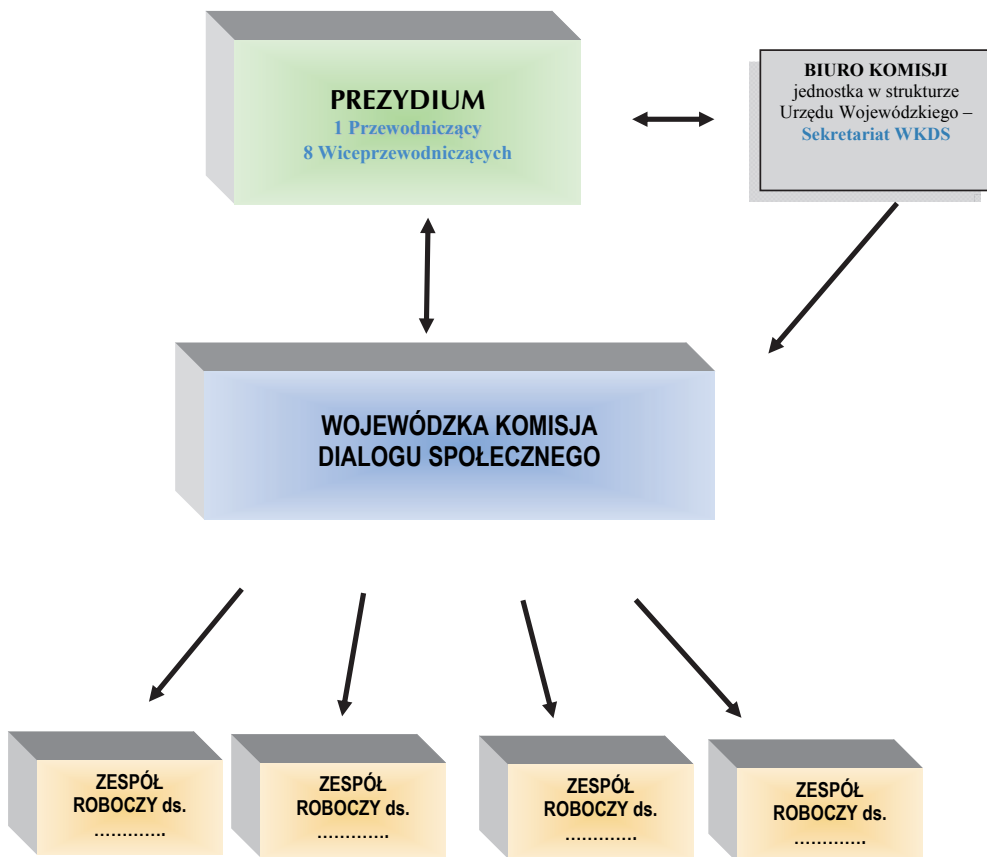 PREZYDIUM
1 Przewodniczący
8 Wiceprzewodniczących
BIURO KOMISJI
jednostka w strukturze
Urzędu Wojewódzkiego –
Sekretariat WKDS
WOJEWÓDZKA KOMISJA
DIALOGU SPOŁECZNEGO
ZESPÓŁ
ROBOCZY ds.
………….
ZESPÓŁ
ROBOCZY ds.
………….
ZESPÓŁ
ROBOCZY ds.
………….
ZESPÓŁ
ROBOCZY ds.
………….